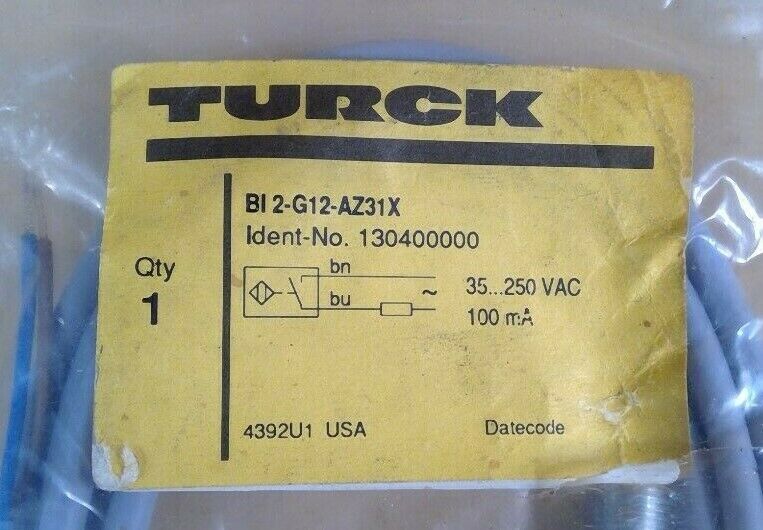 TURCK
BI 2-G12-AZ31X
Ident-No. 130400000
Qty
1
bn
bu
~
35...250 VAC
100 mA
4392U1 USA
Datecode